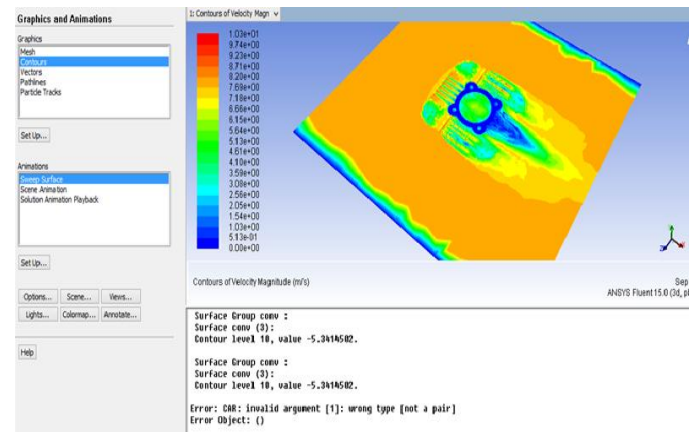 Graphics and Animations
Graphics
Mesh
Contours
Vectors
Pathlines
Particle Tracks
Set Up...
Animations
Sweep Surface
Scene Animation
Solution Animation Playback
Set Up...
Options... Scene... Views...
Lights... Colormap... Annotate...
Help
1: Contours of Velocity Magn
1.03e+01
9.74e+00
9.23e+00
8.71e+00
8.20e+00
7.69e+00
7.18e+00
6.66e+00
6.15e+00
5.64e+00
5.13e+00
4.61e+00
4.10e+00
3.59e+00
3.08e+00
2.56e+00
2.05e+00
1.54e+00
1.03e+00
5.13e-01
0.00e+00
Contours of Velocity Magnitude (m/s)
Sep
ANSYS Fluent 15.0 (3d, p
Surface Group conv :
Surface conv (3):
Contour level 10, value -5.3414502.
Surface Group conv :
Surface conv (3):
Contour level 10, value -5.3414502.
Error: CAR: invalid argument [1]: wrong type [not a pair]
Error Object: ()